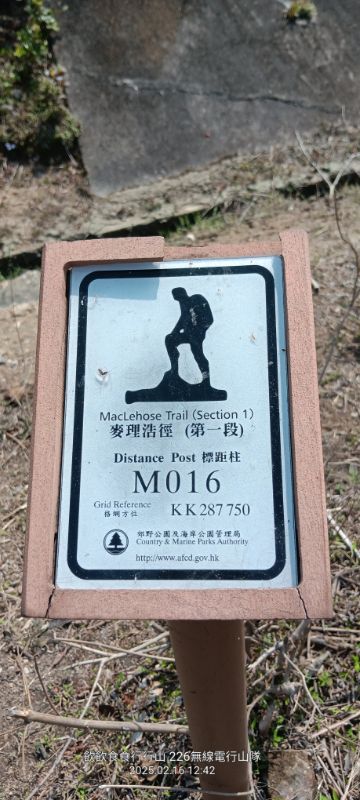 MacLehose Trail (Section 1)
麥理浩徑 (第一段)
Distance Post 標距柱
M016
Grid Reference
格網方位
KK 287 750
郊野公園及海岸公園管理局
Country & Marine Parks Authority
http://www.afcd.gov.hk
飲飲食食行行山 226無線電行山隊
2025.02.16 12:42